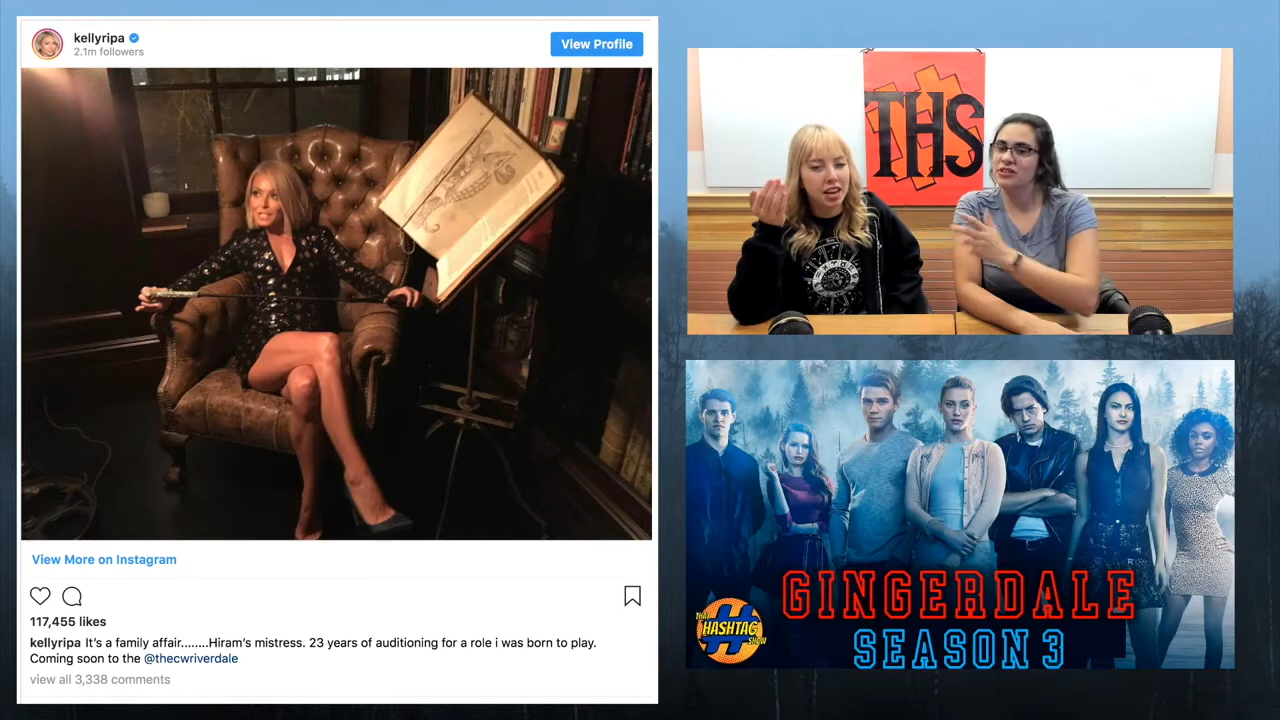 kellyripa
2.1m followers
View Profile
View More on Instagram
117,455 likes
kellyripa It's a family affair........Hiram's mistress. 23 years of auditioning for a role i was born to play.
Coming soon to the @thecwriverdale
view all 3,338 comments
THS
GINGERDALE
SEASON 3
THAT
HASHTAG
SHOW